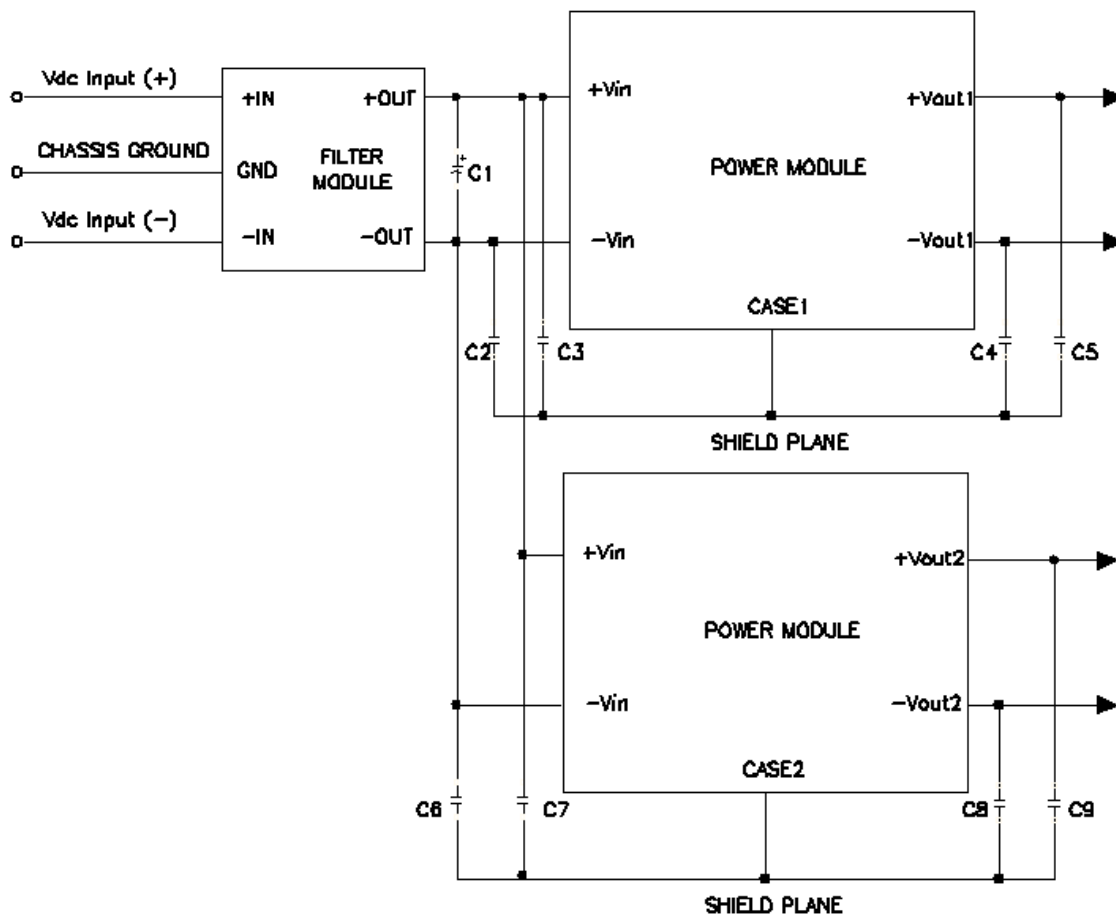 Vdc Input (+)
+IN
+OUT
+Vin
+Vout1
CHASSIS GROUND
GND
FILTER
MODULE
C1
POWER MODULE
Vdc Input (-)
-IN
-OUT
-Vin
-Vout1
CASE1
C2
C3
C4
C5
SHIELD PLANE
+Vin
+Vout2
POWER MODULE
-Vin
-Vout2
CASE2
C6
C7
C8
C9
SHIELD PLANE